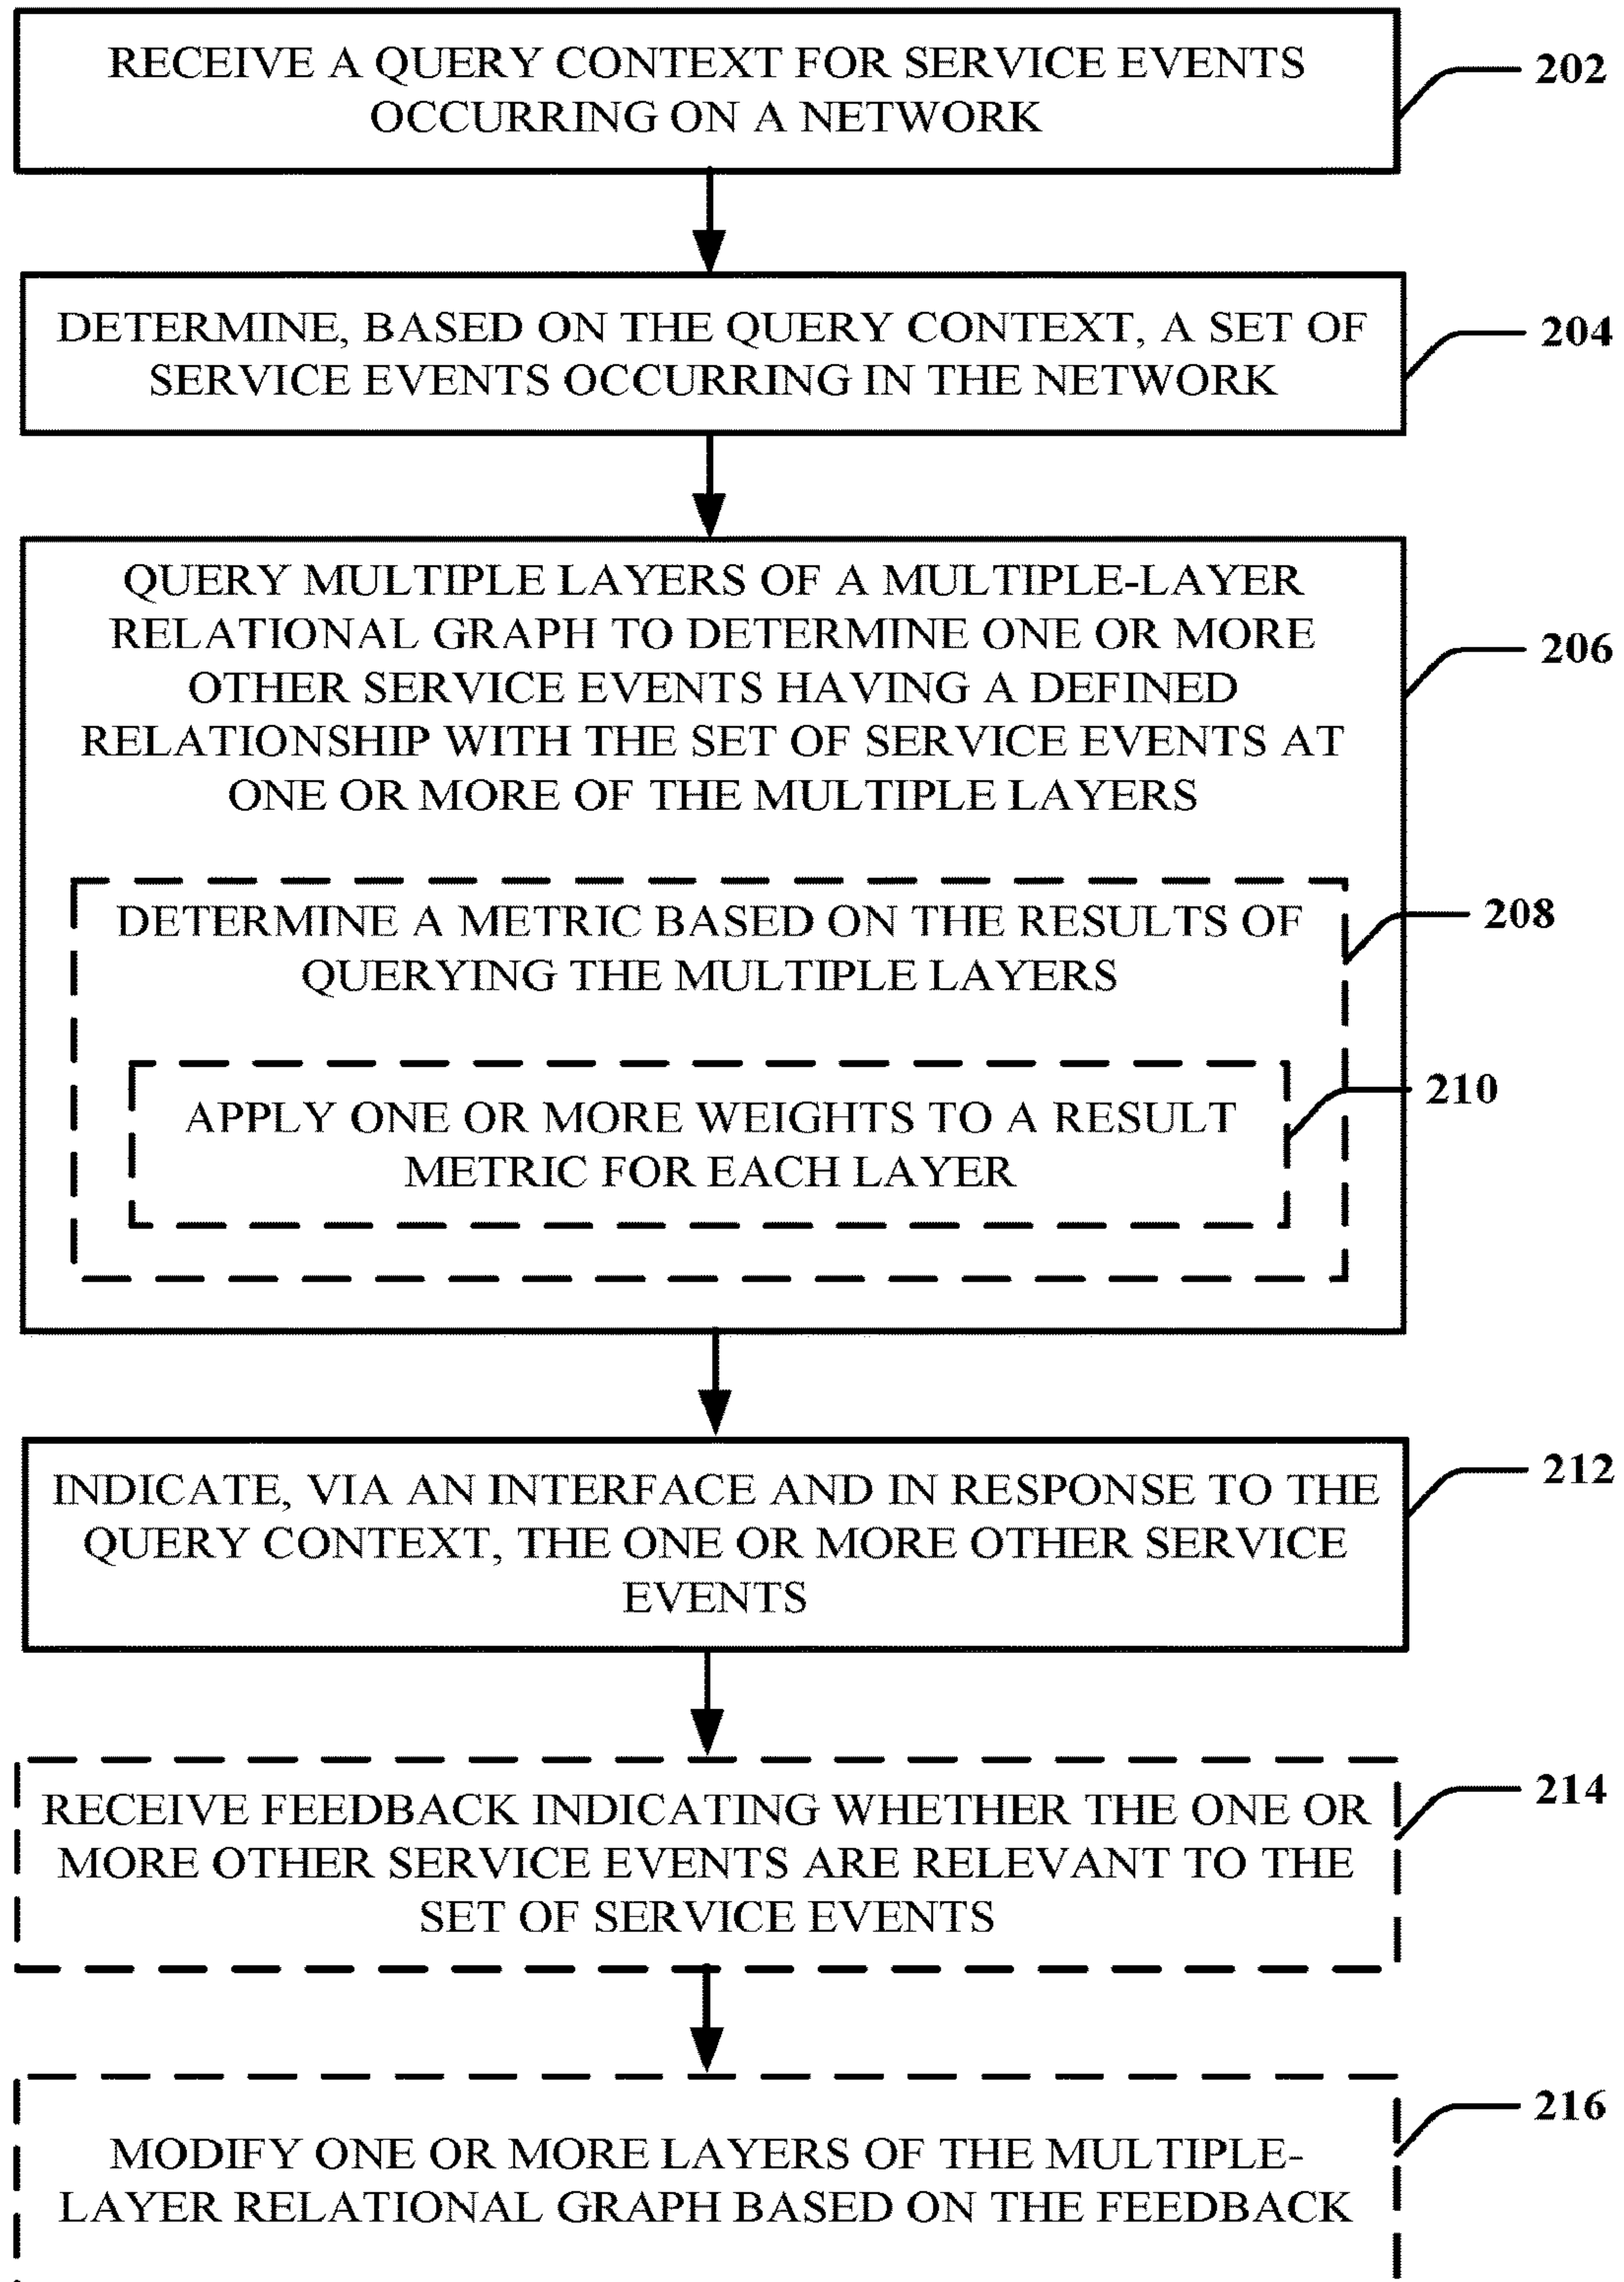 RECEIVE A QUERY CONTEXT FOR SERVICE EVENTS
OCCURRING ON A NETWORK
202
DETERMINE, BASED ON THE QUERY CONTEXT, A SET OF
SERVICE EVENTS OCCURRING IN THE NETWORK
204
QUERY MULTIPLE LAYERS OF A MULTIPLE-LAYER
RELATIONAL GRAPH TO DETERMINE ONE OR MORE
OTHER SERVICE EVENTS HAVING A DEFINED
RELATIONSHIP WITH THE SET OF SERVICE EVENTS AT
ONE OR MORE OF THE MULTIPLE LAYERS
206
DETERMINE A METRIC BASED ON THE RESULTS OF
QUERYING THE MULTIPLE LAYERS
208
APPLY ONE OR MORE WEIGHTS TO A RESULT
METRIC FOR EACH LAYER
210
INDICATE, VIA AN INTERFACE AND IN RESPONSE TO THE
QUERY CONTEXT, THE ONE OR MORE OTHER SERVICE
EVENTS
212
RECEIVE FEEDBACK INDICATING WHETHER THE ONE OR
MORE OTHER SERVICE EVENTS ARE RELEVANT TO THE
SET OF SERVICE EVENTS
214
MODIFY ONE OR MORE LAYERS OF THE MULTIPLE-
LAYER RELATIONAL GRAPH BASED ON THE FEEDBACK
216